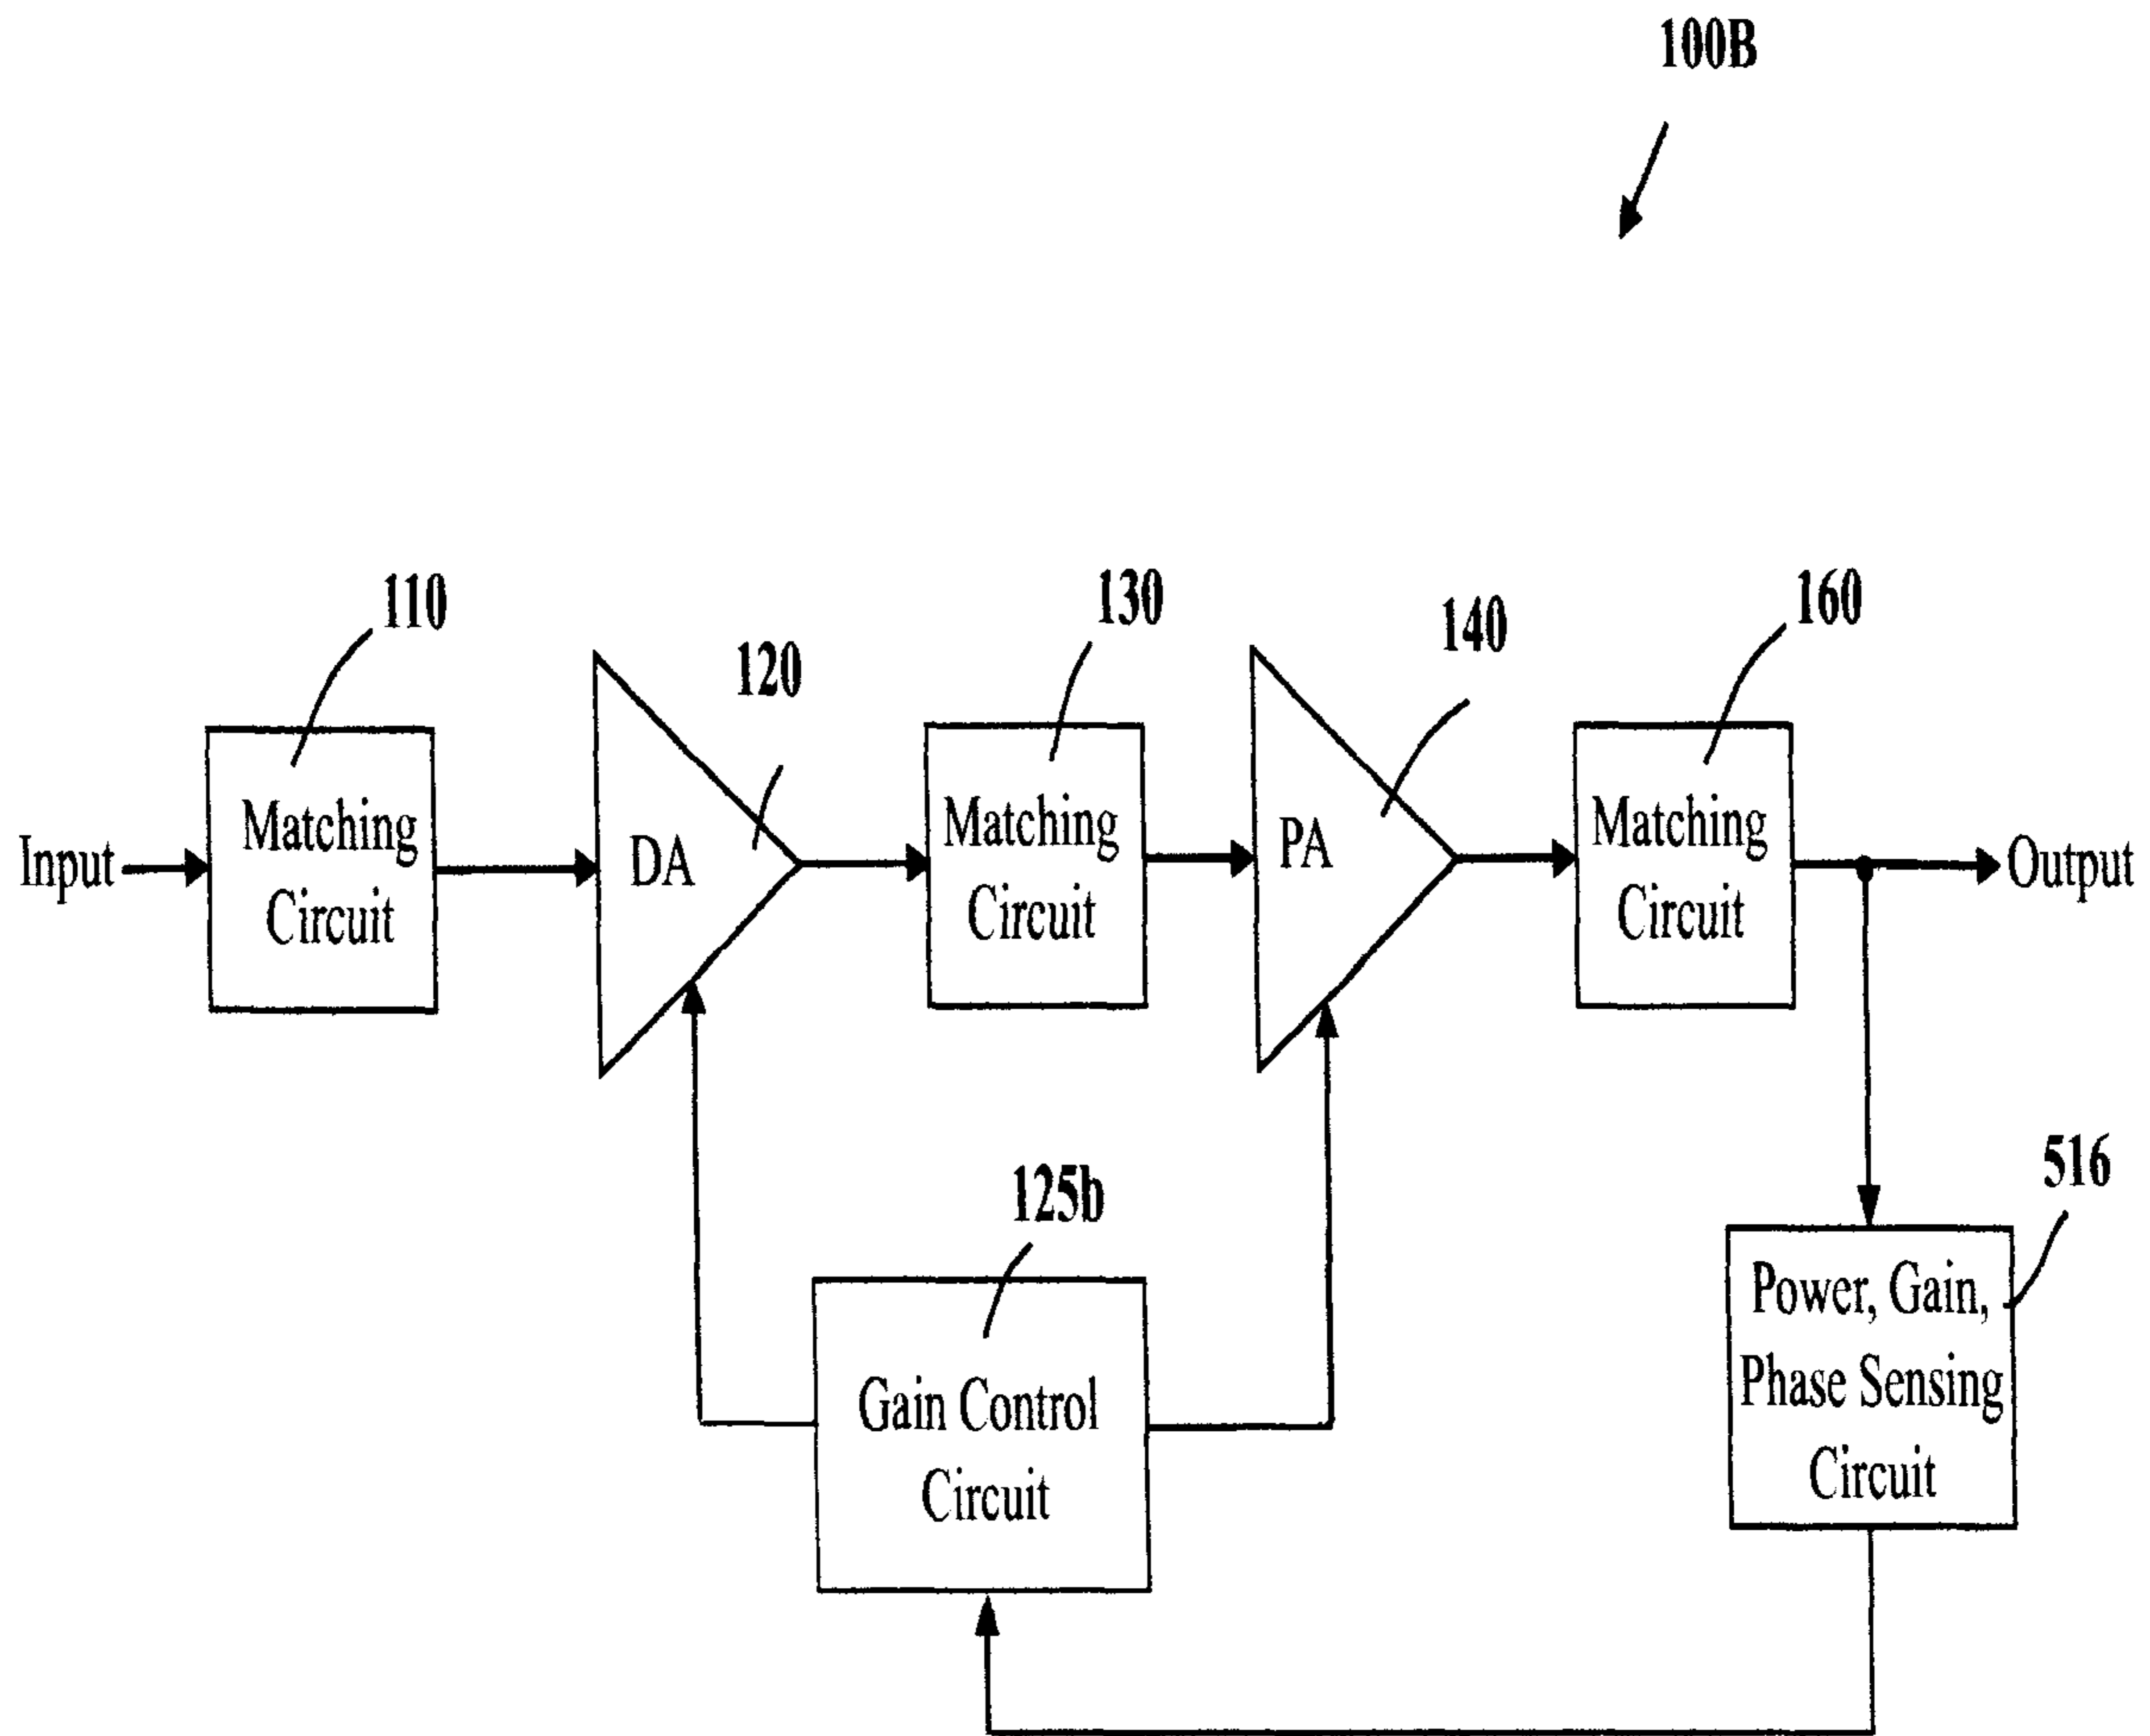 100B
110
120
130
140
160
Input
Matching
Circuit
DA
Matching
Circuit
PA
Matching
Circuit
Output
125b
Gain Control
Circuit
516
Power, Gain,
Phase Sensing
Circuit